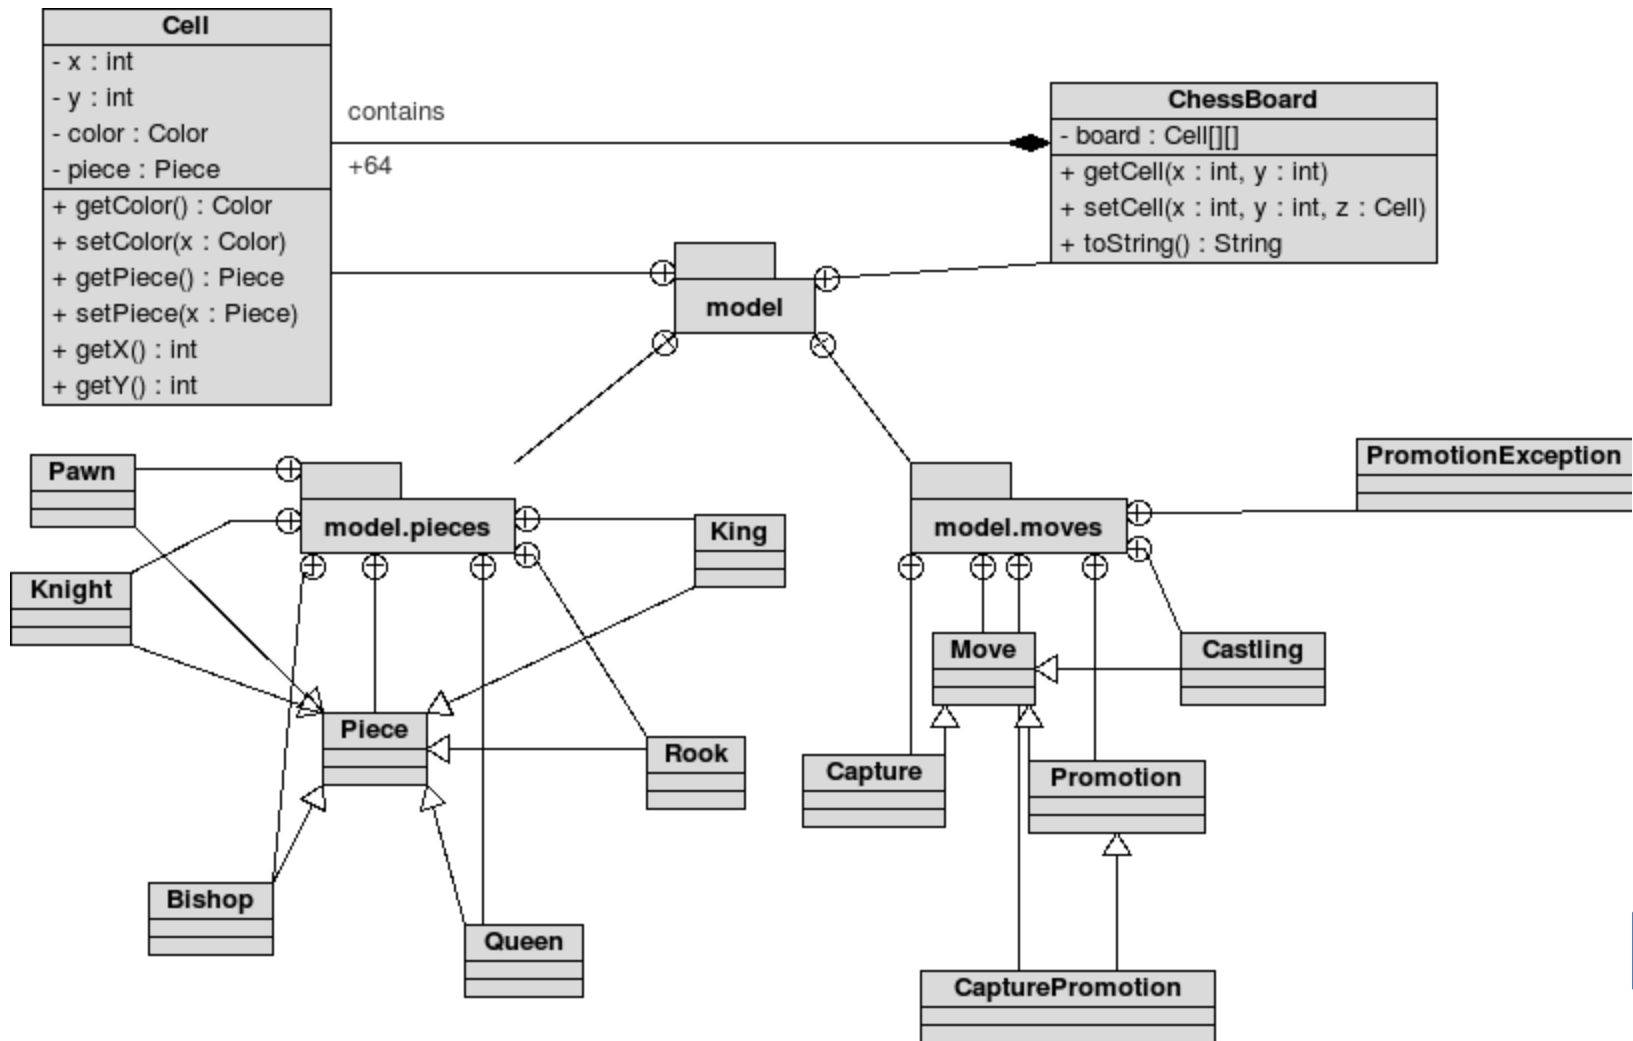 Cell
- x : int
- y : int
- color : Color
- piece : Piece
+ getColor() : Color
+ setColor(x : Color)
+ getPiece() : Piece
+ setPiece(x : Piece)
+ getX() : int
+ getY() : int
contains
+64
ChessBoard
- board : Cell[][]
+ getCell(x : int, y : int)
+ setCell(x : int, y : int, z : Cell)
+ toString() : String
model
Pawn
Knight
model.pieces
King
Piece
Rook
Bishop
Queen
model.moves
PromotionException
Move
Castling
Capture
Promotion
CapturePromotion